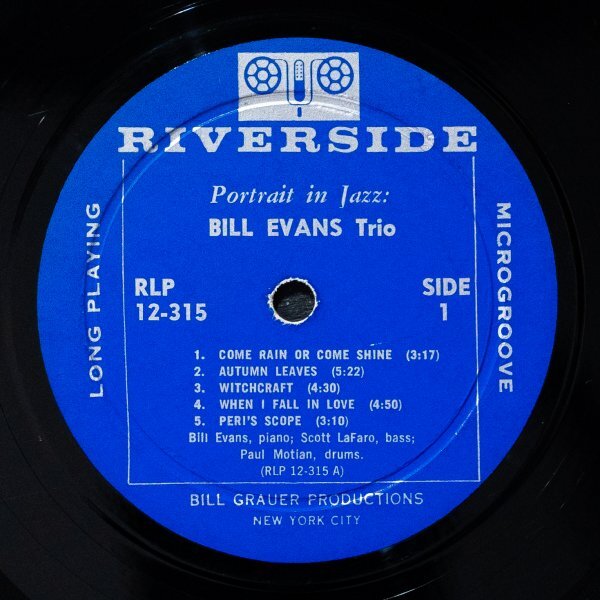 RIVERSIDE
Portrait in Jazz:
BILL EVANS Trio
LONG PLAYING
MICROGROOVE
RLP
12-315
SIDE
1
1. COME RAIN OR COME SHINE (3:17)
2. AUTUMN LEAVES (5:22)
3. WITCHCRAFT (4:30)
4. WHEN I FALL IN LOVE (4:50)
5. PERI'S SCOPE (3:10)
Bill Evans, piano; Scott LaFaro, bass;
Paul Motian, drums.
(RLP 12-315 A)
BILL GRAUER PRODUCTIONS
NEW YORK CITY